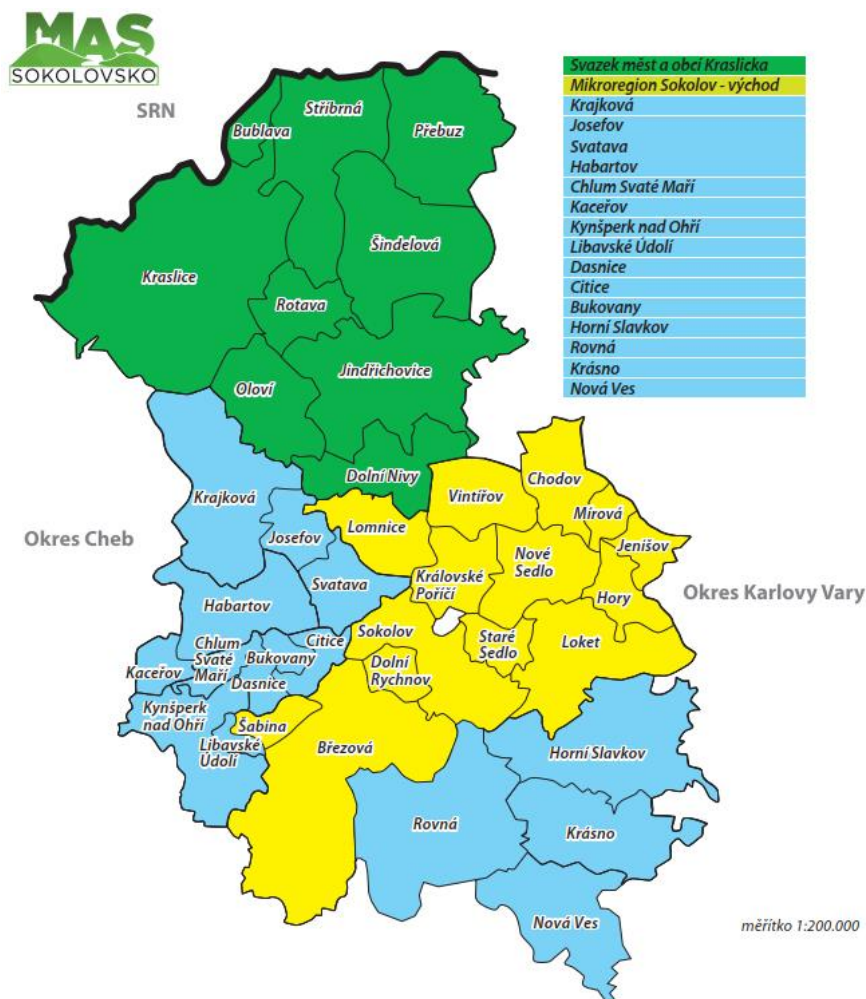 MAS
SOKOLOVSKO
SRN
Svazek měst a obcí Kraslicka
Mikroregion Sokolov - východ
Krajková
Josefov
Svatava
Habartov
Chlum Svaté Maří
Kaceřov
Kynšperk nad Ohří
Libavské Údolí
Dasnice
Citice
Bukovany
Horní Slavkov
Rovná
Krásno
Nová Ves
Stříbrná
Bublava
Přebuz
Šindelová
Kraslice
Rotava
Jindřichovice
Oloví
Dolní Nivy
Chodov
Vintířov
Krajková
Mírová
Lomnice
Okres Cheb
Josefov
Jenišov
Nové
Sedlo
Královské
Poříčí
Svatava
Okres Karlovy Vary
Hory
Habartov
Sokolov
Staré
Sedlo
Loket
Citice
Chlum
Svaté
Maří
Bukovany
Kaceřov
Dolní
Rychnov
Dasnice
Kynšperk
nad Ohří
Šabina
Libavské
Údolí
Březová
Horní Slavkov
Rovná
Krásno
Nová Ves
měřítko 1:200.000